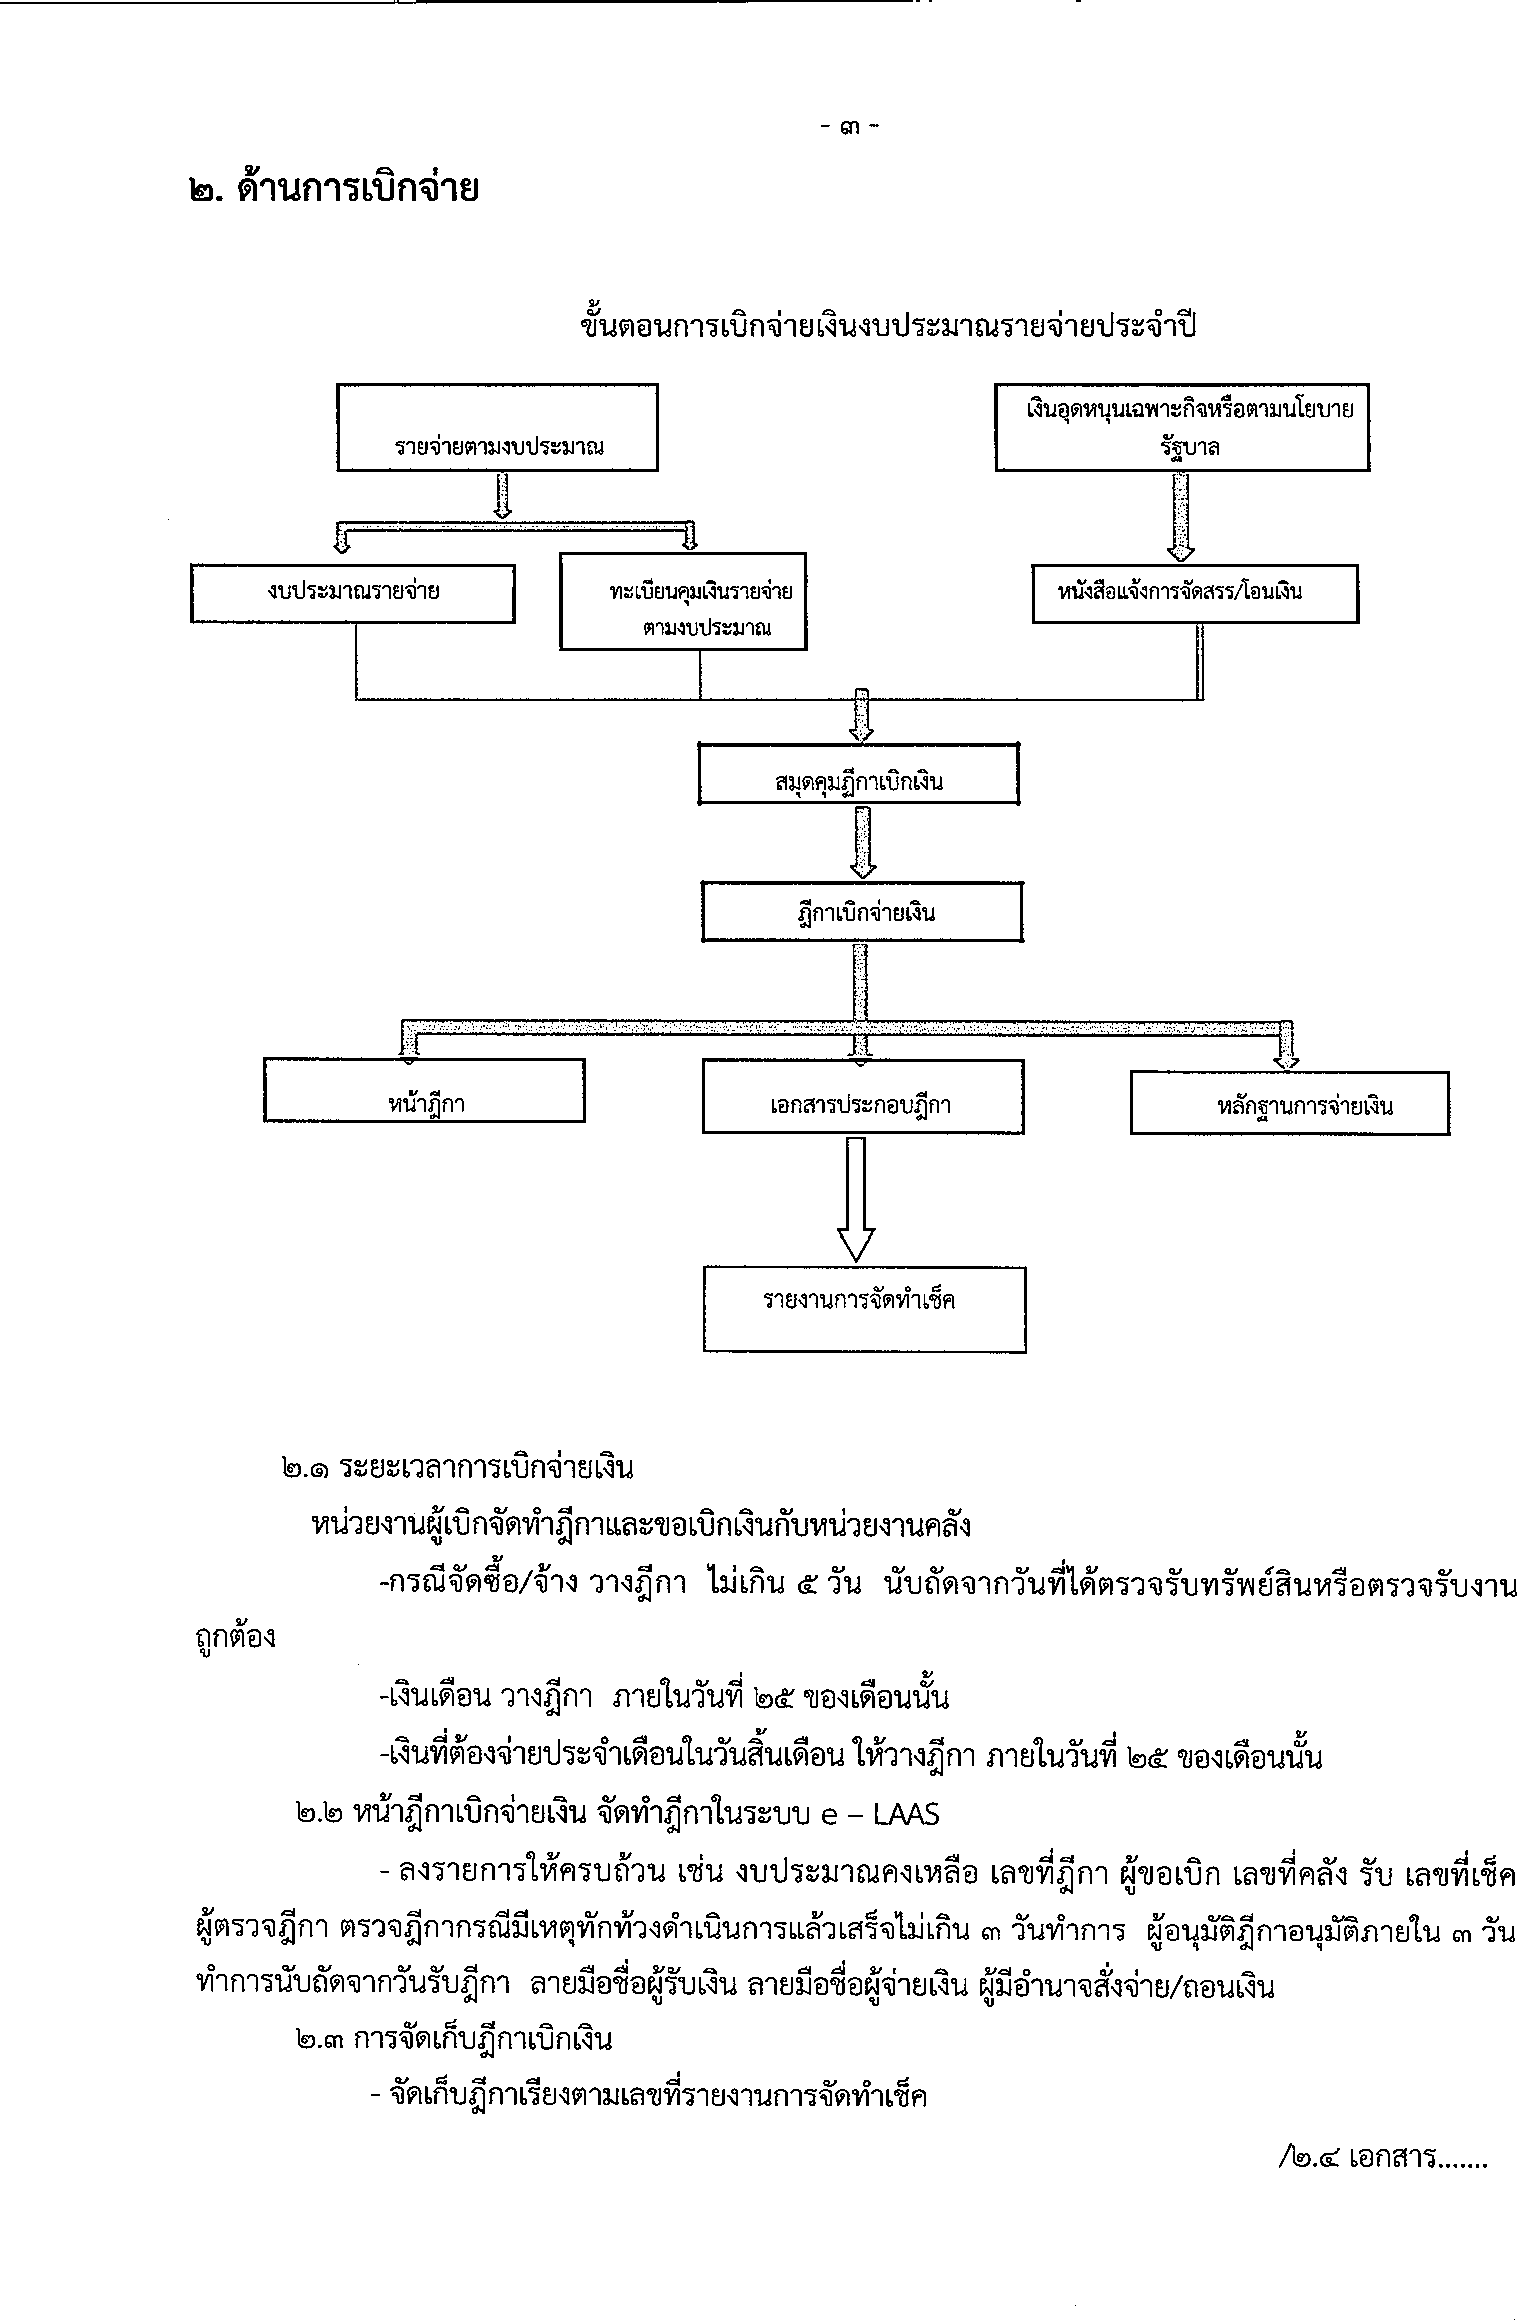 - ๓ -
๒. ด้านการเบิกจ่าย
ขั้นตอนการเบิกจ่ายเงินงบประมาณรายจ่ายประจำปี
รายจ่ายตามงบประมาณ
เงินอุดหนุนเฉพาะกิจหรือตามนโยบาย
รัฐบาล
งบประมาณรายจ่าย
ทะเบียนคุมเงินรายจ่าย
ตามงบประมาณ
หนังสือแจ้งการจัดสรร/โอนเงิน
สมุดคุมฎีกาเบิกเงิน
ฎีกาเบิกจ่ายเงิน
หน้าฎีกา
เอกสารประกอบฎีกา
หลักฐานการจ่ายเงิน
รายงานการจัดทำเช็ค
๒.๑ ระยะเวลาการเบิกจ่ายเงิน
หน่วยงานผู้เบิกจัดทำฎีกาและขอเบิกเงินกับหน่วยงานคลัง
-กรณีจัดซื้อ/จ้าง วางฎีกา ไม่เกิน ๕ วัน นับถัดจากวันที่ได้ตรวจรับทรัพย์สินหรือตรวจรับงาน
ถูกต้อง
-เงินเดือน วางฎีกา ภายในวันที่ ๒๕ ของเดือนนั้น
-เงินที่ต้องจ่ายประจำเดือนในวันสิ้นเดือน ให้วางฎีกา ภายในวันที่ ๒๕ ของเดือนนั้น
๒.๒ หน้าฎีกาเบิกจ่ายเงิน จัดทำฎีกาในระบบ e – LAAS
- ลงรายการให้ครบถ้วน เช่น งบประมาณคงเหลือ เลขที่ฎีกา ผู้ขอเบิก เลขที่คลัง รับ เลขที่เช็ค
ผู้ตรวจฎีกา ตรวจฎีกากรณีมีเหตุทักท้วงดำเนินการแล้วเสร็จไม่เกิน ๓ วันทำการ ผู้อนุมัติฎีกาอนุมัติภายใน ๓ วัน
ทำการนับถัดจากวันรับฎีกา ลายมือชื่อผู้รับเงิน ลายมือชื่อผู้จ่ายเงิน ผู้มีอำนาจสั่งจ่าย/ถอนเงิน
๒.๓ การจัดเก็บฎีกาเบิกเงิน
- จัดเก็บฎีกาเรียงตามเลขที่รายงานการจัดทำเช็ค
/๒.๔ เอกสาร.......